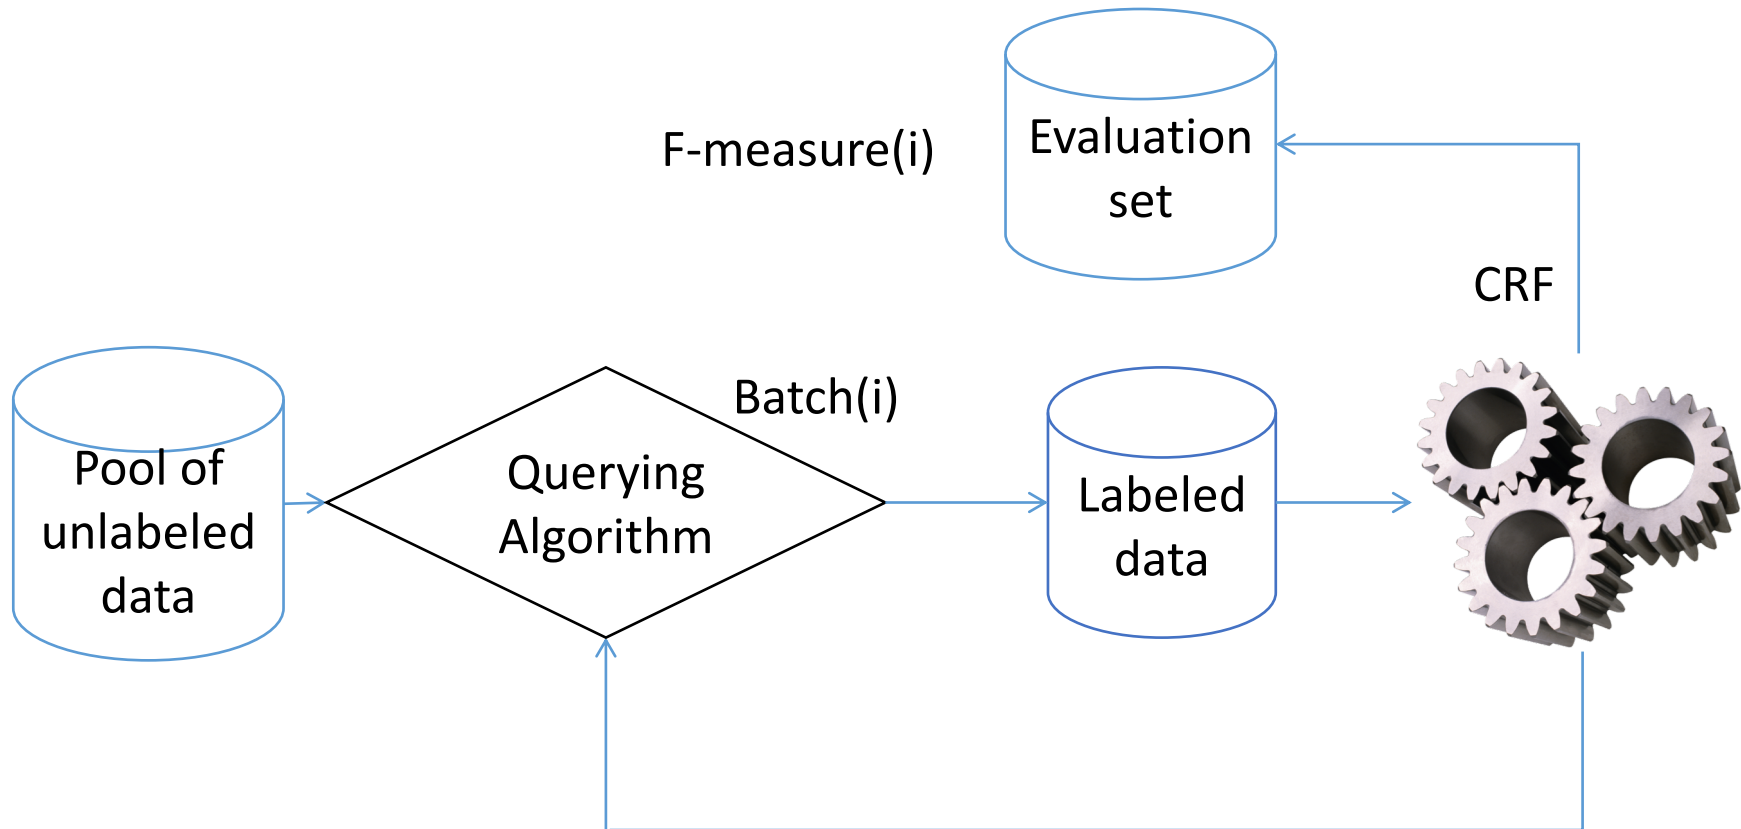 F-measure(i)
Evaluation
set
CRF
Batch(i)
Pool of
unlabeled
data
Querying
Algorithm
Labeled
data